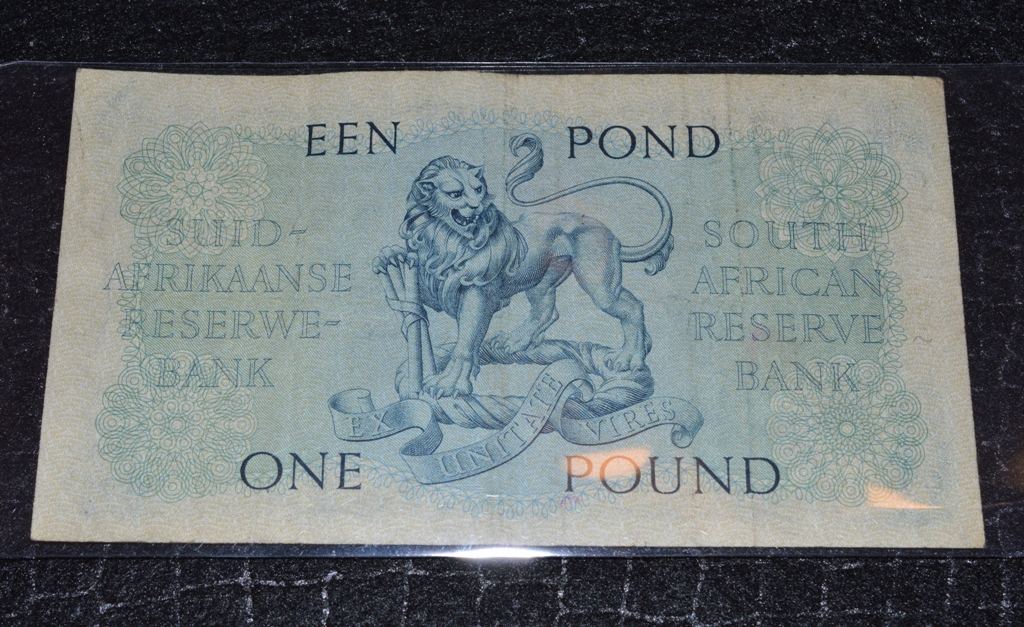 EEN POND
SUID-
AFRIKAANSE
RESERWE-
BANK
SOUTH
AFRICAN
RESERVE
BANK
EX UNITATE VIRES
ONE POUND